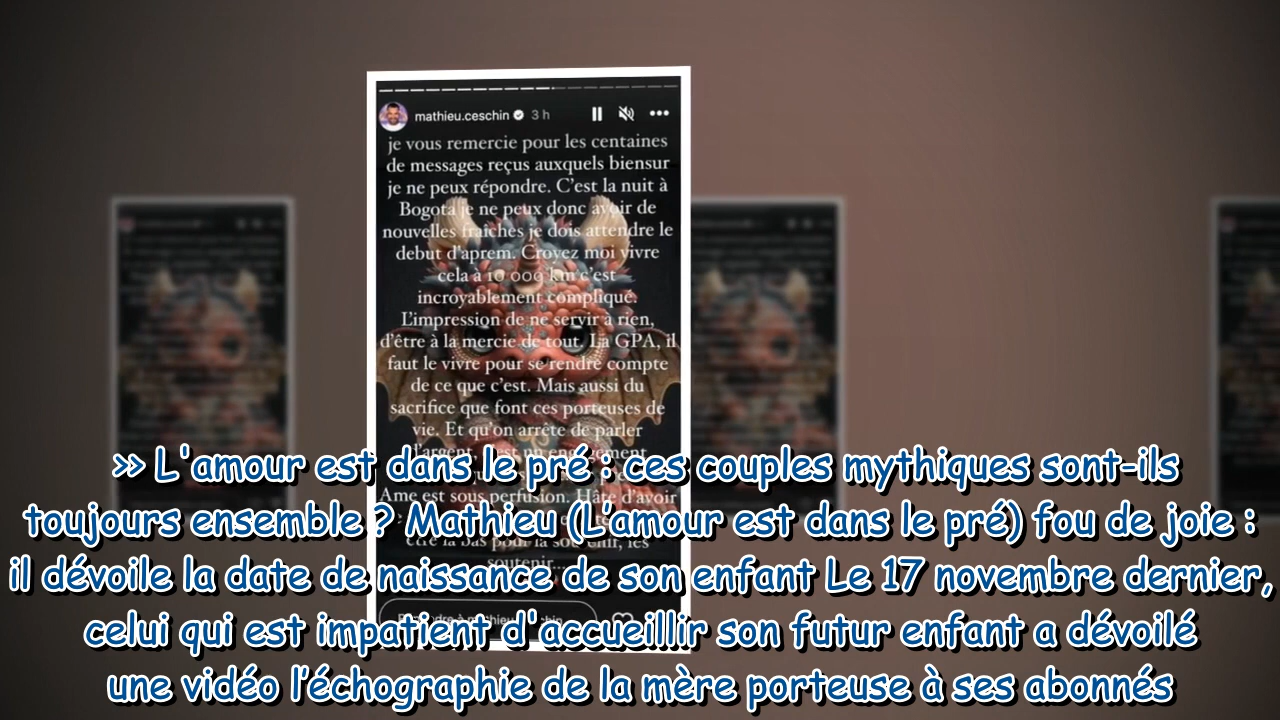 mathieu.ceschin 3 h
je vous remercie pour les centaines
de messages reçus auxquels biensur
je ne peux répondre. C'est la nuit à
Bogota je ne peux donc avoir de
nouvelles fraiches je dois attendre le
debut d'aprem. Croyez moi vivre
cela à 10 000 km c'est
incroyablement compliqué.
L'impression de ne servir à rien,
d'être à la mercie de tout. La GPA, il
faut le vivre pour se rendre compte
de ce que c'est. Mais aussi du
sacrifice que font ces porteuses de
vie. Et qu'on arrête de parler
d'argent, c'est un engagement
Ame est sous perfusion. Hâte d'avoir
soutenir...
>> L'amour est dans le pré : ces couples mythiques sont-ils
toujours ensemble ? Mathieu (L’amour est dans le pré) fou de joie :
il dévoile la date de naissance de son enfant Le 17 novembre dernier,
celui qui est impatient d'accueillir son futur enfant a dévoilé
une vidéo l’échographie de la mère porteuse à ses abonnés